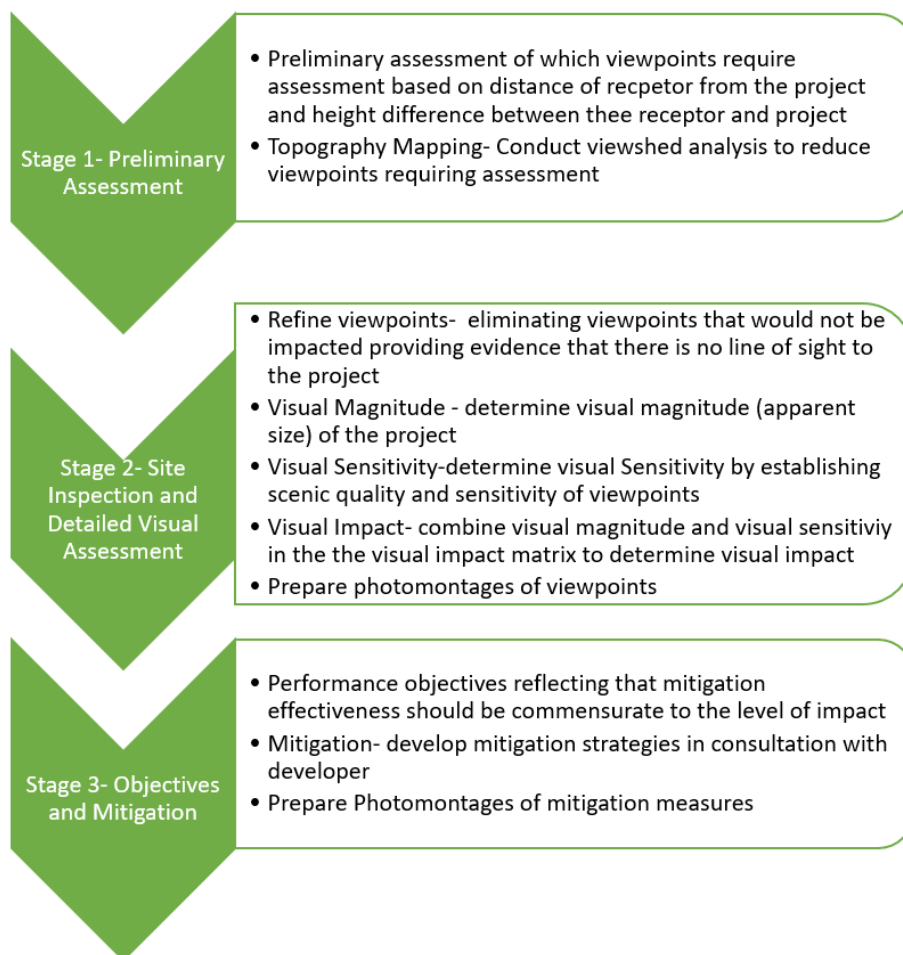 Stage 1- Preliminary
Assessment
• Preliminary assessment of which viewpoints require
assessment based on distance of recpetor from the project
and height difference between thee receptor and project
• Topography Mapping- Conduct viewshed analysis to reduce
viewpoints requiring assessment
Stage 2- Site
Inspection and
Detailed Visual
Assessment
• Refine viewpoints-  eliminating viewpoints that would not be
impacted providing evidence that there is no line of sight to
the project
• Visual Magnitude - determine visual magnitude (apparent
size) of the project
• Visual Sensitivity-determine visual Sensitivity by establishing
scenic quality and sensitivity of viewpoints
• Visual Impact- combine visual magnitude and visual sensitiviy
in the the visual impact matrix to determine visual impact
• Prepare photomontages of viewpoints
Stage 3- Objectives
and Mitigation
• Performance objectives reflecting that mitigation
effectiveness should be commensurate to the level of impact
• Mitigation- develop mitigation strategies in consultation with
developer
• Prepare Photomontages of mitigation measures